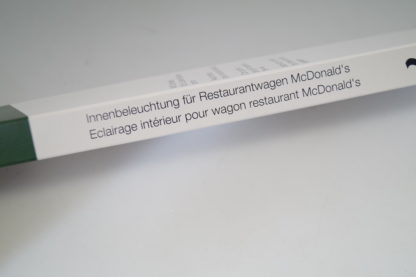 Innenbeleuchtung für Restaurantwagen McDonald's
Eclairage intérieur pour wagon restaurant McDonald's